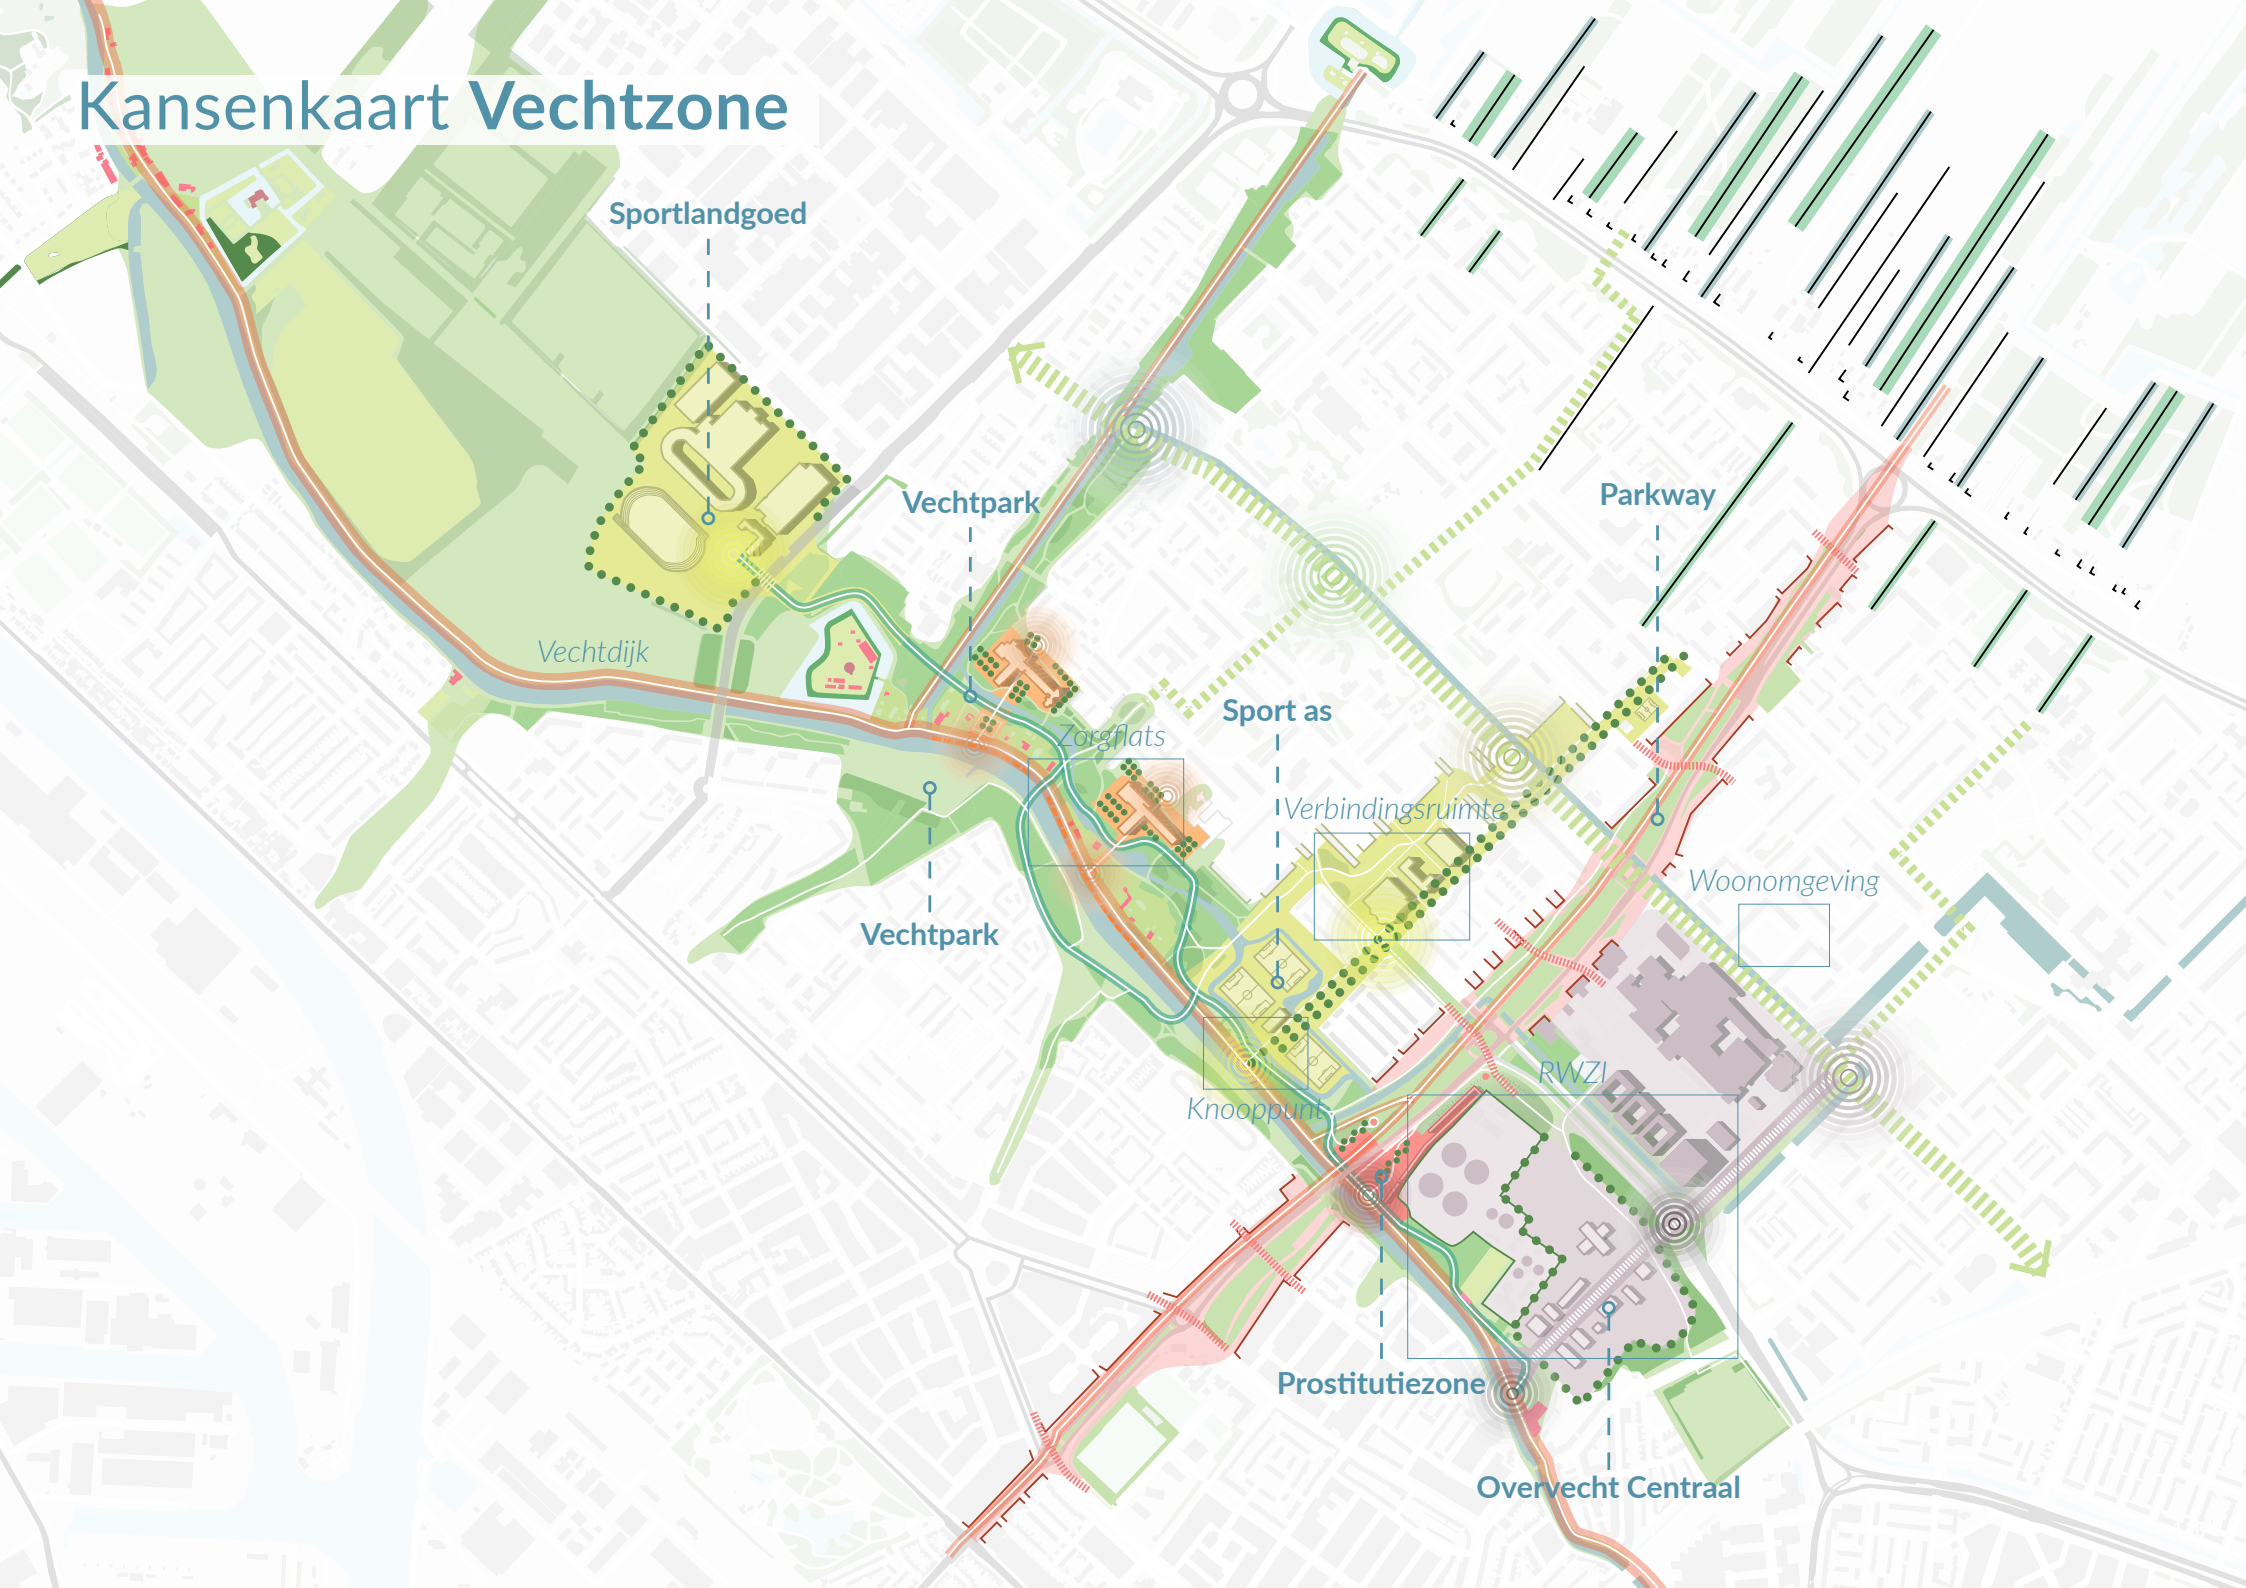 Kansenkaart Vechtzone
Sportlandgoed
Vechtpark
Parkway
Vechtdijk
Sport as
Zorgflats
Verbindingsruimte
Woonomgeving
Vechtpark
RWZI
Knooppunt
Prostitutiezone
Overvecht Centraal